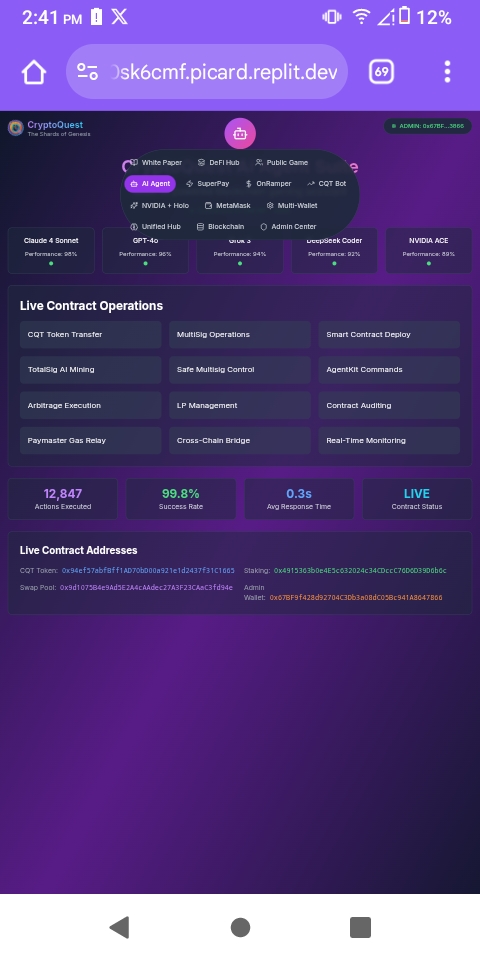 2:41 PM 12%
0sk6cmf.picard.replit.dev 69
CryptoQuest
The Shards of Genesis
ADMIN: 0x67BF...3866
White Paper DeFi Hub Public Game
AI Agent SuperPay OnRamper CQT Bot
NVIDIA + Holo MetaMask Multi-Wallet
Unified Hub Blockchain Admin Center
Claude 4 Sonnet GPT-4o Grok 3 DeepSeek Coder NVIDIA ACE
Performance: 98% Performance: 96% Performance: 94% Performance: 92% Performance: 89%
Live Contract Operations
CQT Token Transfer MultiSig Operations Smart Contract Deploy
TotalSig AI Mining Safe Multisig Control AgentKit Commands
Arbitrage Execution LP Management Contract Auditing
Paymaster Gas Relay Cross-Chain Bridge Real-Time Monitoring
12,847 99.8% 0.3s LIVE
Actions Executed Success Rate Avg Response Time Contract Status
Live Contract Addresses
CQT Token: 0x94ef57abfBff1AD70bD00a921e1d2437f31C1665 Staking: 0x4915363b0e4E5c632024c34CDccC76D6D39D6b6c
Swap Pool: 0x9d1075B4e9Ad5E2A4cAAdec27A3F23CAaC3fd94e Admin
Wallet: 0x67BF9f428d92704C3Db3a08dC05Bc941A8647866